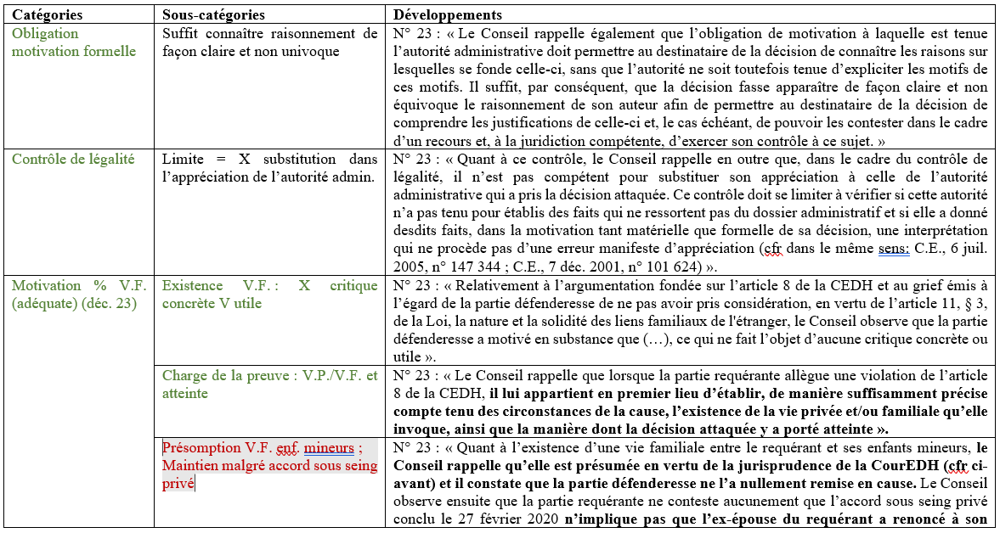 Catégories Sous-catégories Développements
Obligation motivation formelle
Suffit connaître raisonnement de
façon claire et non univoque
N° 23 : « Le Conseil rappelle également que l’obligation de motivation à laquelle est tenue
l’autorité administrative doit permettre au destinataire de la décision de connaître les raisons sur
lesquelles se fonde celle-ci, sans que l’autorité ne soit toutefois tenue d’expliciter les motifs de
ces motifs. Il suffit, par conséquent, que la décision fasse apparaître de façon claire et non
équivoque le raisonnement de son auteur afin de permettre au destinataire de la décision de
comprendre les justifications de celle-ci et, le cas échéant, de pouvoir les contester dans le cadre
d’un recours et, à la juridiction compétente, d’exercer son contrôle à ce sujet. »
Contrôle de légalité
Limite = X substitution dans
l’appréciation de l’autorité admin.
N° 23 : « Quant à ce contrôle, le Conseil rappelle en outre que, dans le cadre du contrôle de
légalité, il n’est pas compétent pour substituer son appréciation à celle de l’autorité
administrative qui a pris la décision attaquée. Ce contrôle doit se limiter à vérifier si cette autorité
n’a pas tenu pour établis des faits qui ne ressortent pas du dossier administratif et si elle a donné
desdits faits, dans la motivation tant matérielle que formelle de sa décision, une interprétation
qui ne procède pas d’une erreur manifeste d’appréciation (cfr dans le même sens: C.E., 6 juil.
2005, n° 147 344 ; C.E., 7 déc. 2001, n° 101 624) ».
Motivation % V.F.
(adéquate) (déc. 23)
Existence V.F. : X critique
concrète V utile
N° 23 : « Relativement à l’argumentation fondée sur l’article 8 de la CEDH et au grief émis à
l’égard de la partie défenderesse de ne pas avoir pris considération, en vertu de l’article 11, § 3,
de la Loi, la nature et la solidité des liens familiaux de l'étranger, le Conseil observe que la partie
défenderesse a motivé en substance que (…), ce qui ne fait l’objet d’aucune critique concrète ou
utile ».
Charge de la preuve : V.P./V.F. et
atteinte
N° 23 : « Le Conseil rappelle que lorsque la partie requérante allègue une violation de l’article
8 de la CEDH, il lui appartient en premier lieu d’établir, de manière suffisamment précise
compte tenu des circonstances de la cause, l’existence de la vie privée et/ou familiale qu’elle
invoque, ainsi que la manière dont la décision attaquée y a porté atteinte ».
Présomption V.F. enf. mineurs ;
Maintien malgré accord sous seing
privé
N° 23 : « Quant à l’existence d’une vie familiale entre le requérant et ses enfants mineurs, le
Conseil rappelle qu’elle est présumée en vertu de la jurisprudence de la CourEDH (cfr ci-
avant) et il constate que la partie défenderesse ne l’a nullement remise en cause. Le Conseil
observe ensuite que la partie requérante ne conteste aucunement que l’accord sous seing privé
conclu le 27 février 2020 n’implique pas que l’ex-épouse du requérant a renoncé à son